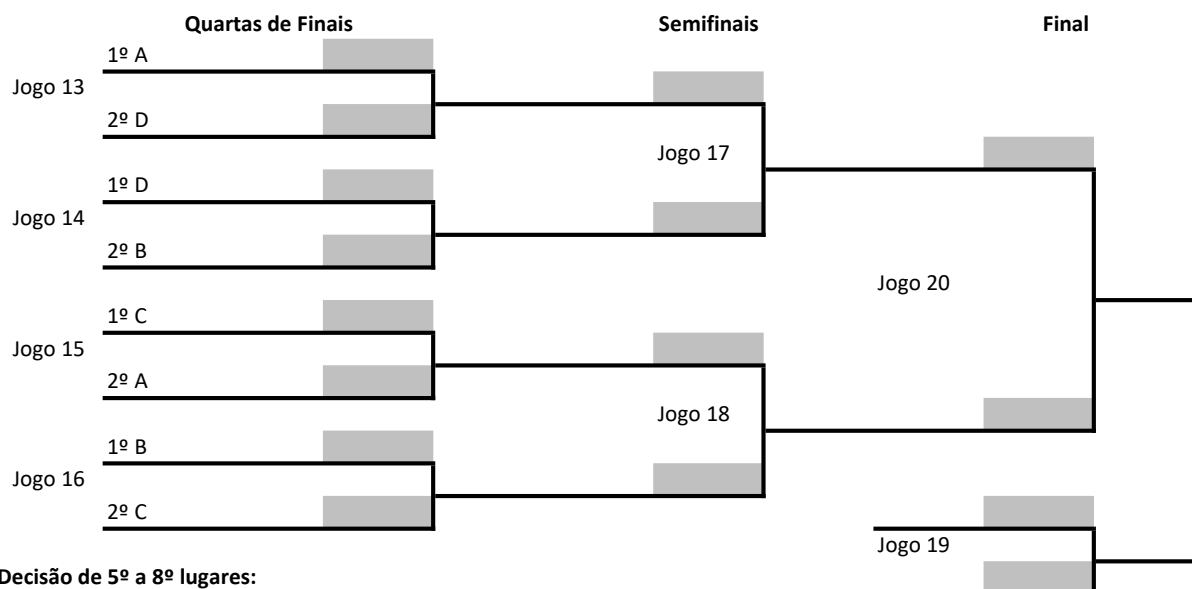 Quartas de Finais Semifinais Final
1º A
Jogo 13
2º D
Jogo 17
1º D
Jogo 14
2º B
Jogo 20
1º C
Jogo 15
2º A
Jogo 18
1º B
Jogo 16
2º C
Jogo 19
Decisão de 5º a 8º lugares: